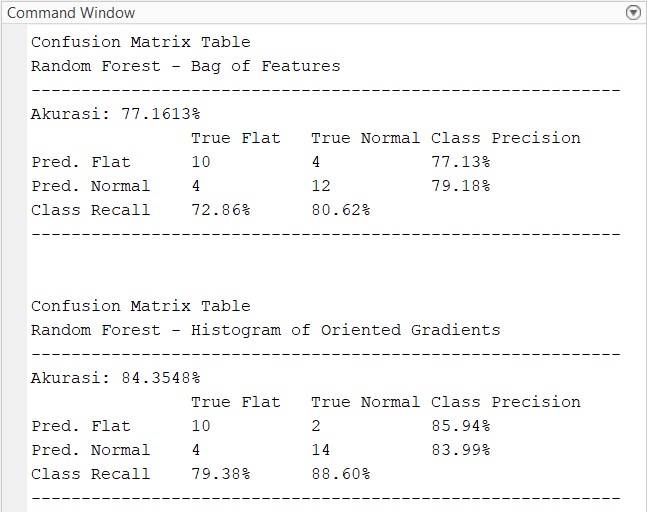 Command Window
Confusion Matrix Table
Random Forest - Bag of Features
-----------------------------------------------------------
Akurasi: 77.1613%
True Flat True Normal Class Precision
Pred. Flat 10 4 77.13%
Pred. Normal 4 12 79.18%
Class Recall 72.86% 80.62%
-----------------------------------------------------------
Confusion Matrix Table
Random Forest - Histogram of Oriented Gradients
-----------------------------------------------------------
Akurasi: 84.3548%
True Flat True Normal Class Precision
Pred. Flat 10 2 85.94%
Pred. Normal 4 14 83.99%
Class Recall 79.38% 88.60%
-----------------------------------------------------------